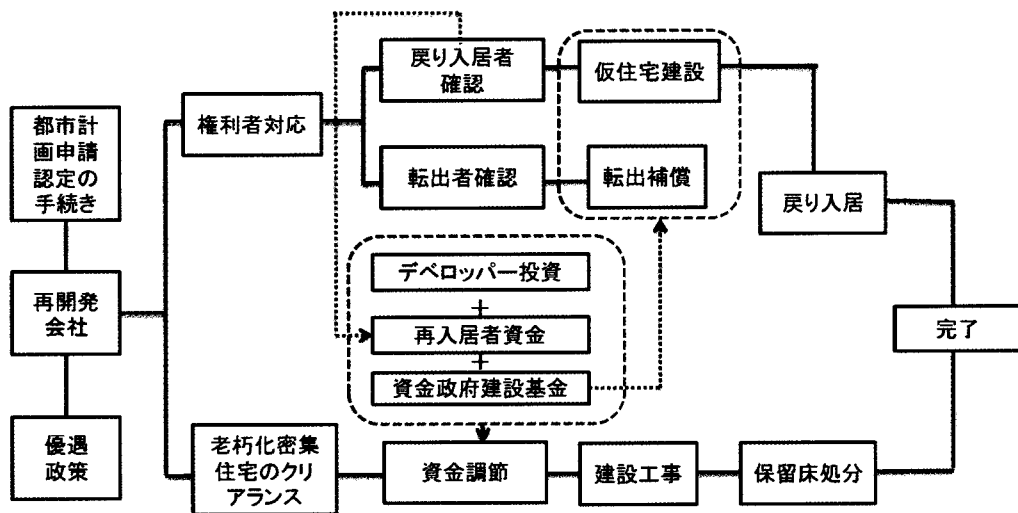 都市計
画申請
認定の
手続き
再開発
会社
優遇
政策
権利者対応
戻り入居者
確認
仮住宅建設
転出者確認
転出補償
戻り入居
デベロッパー投資
+
再入居者資金
+
資金政府建設基金
老朽化密集
住宅のクリ
アランス
資金調節
建設工事
保留床処分
完了